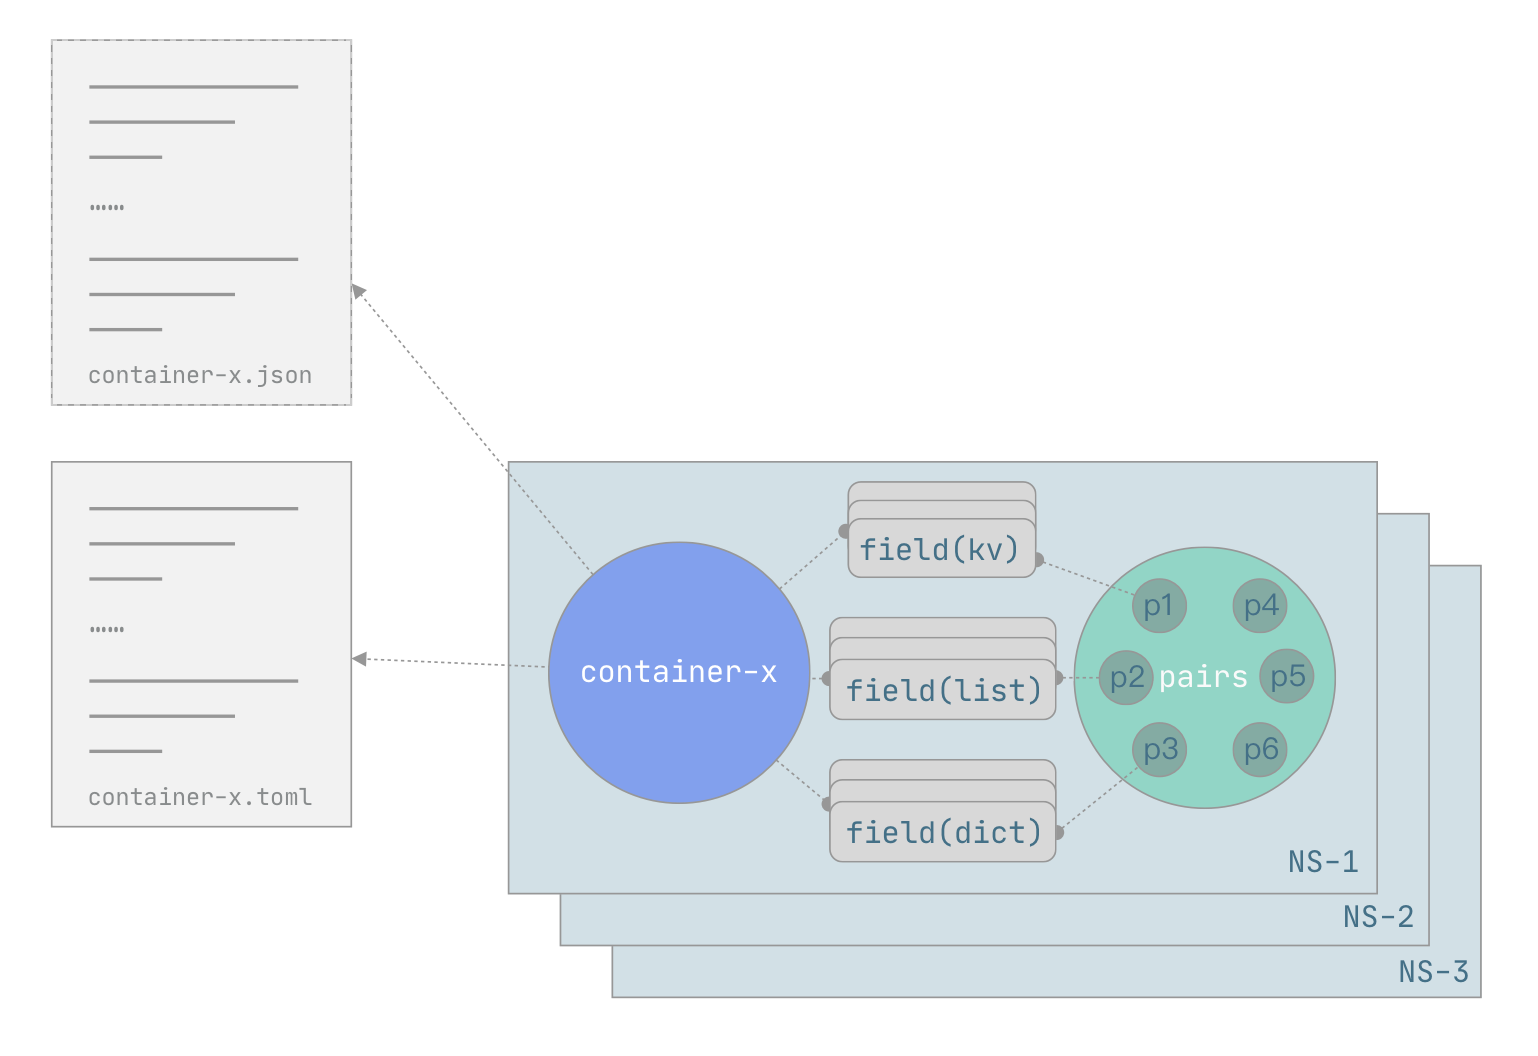 container-x.json
container-x.toml
container-x
field(kv)
field(list)
field(dict)
p1
p4
p2
pairs
p5
p3
p6
NS-1
NS-2
NS-3